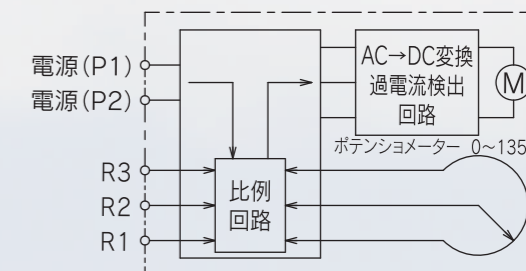 電源(P1)
電源(P2)
R3
R2
R1
AC→DC変換
過電流検出
回路
M
ポテンショメーター 0~135
比例
回路